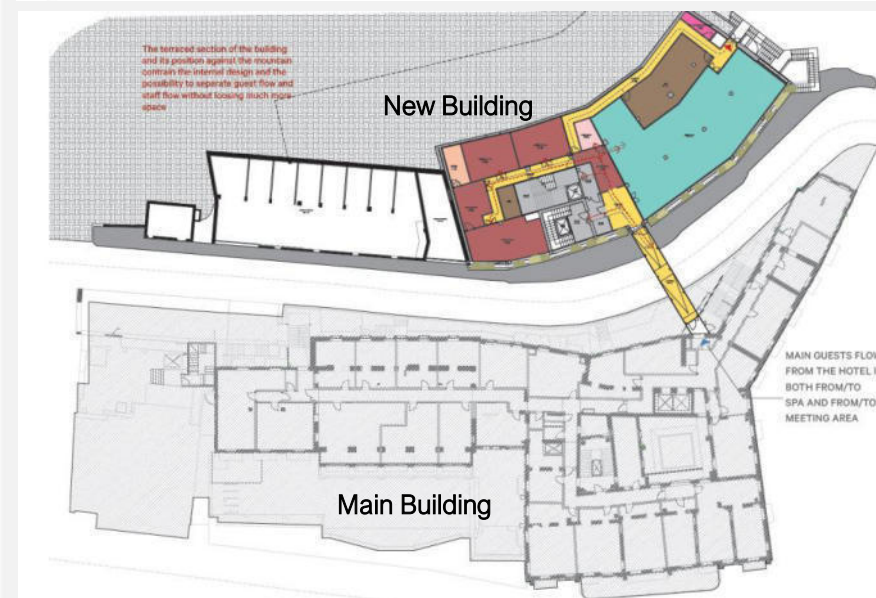 The terraced section of the building
and its position against the mountain
contrain the internal design and the
possibility to separate guest flow and
staff flow without loosing much more
space
New Building
MAIN GUESTS FLOW
FROM THE HOTEL
BOTH FROM/TO
SPA AND FROM/TO
MEETING AREA
Main Building